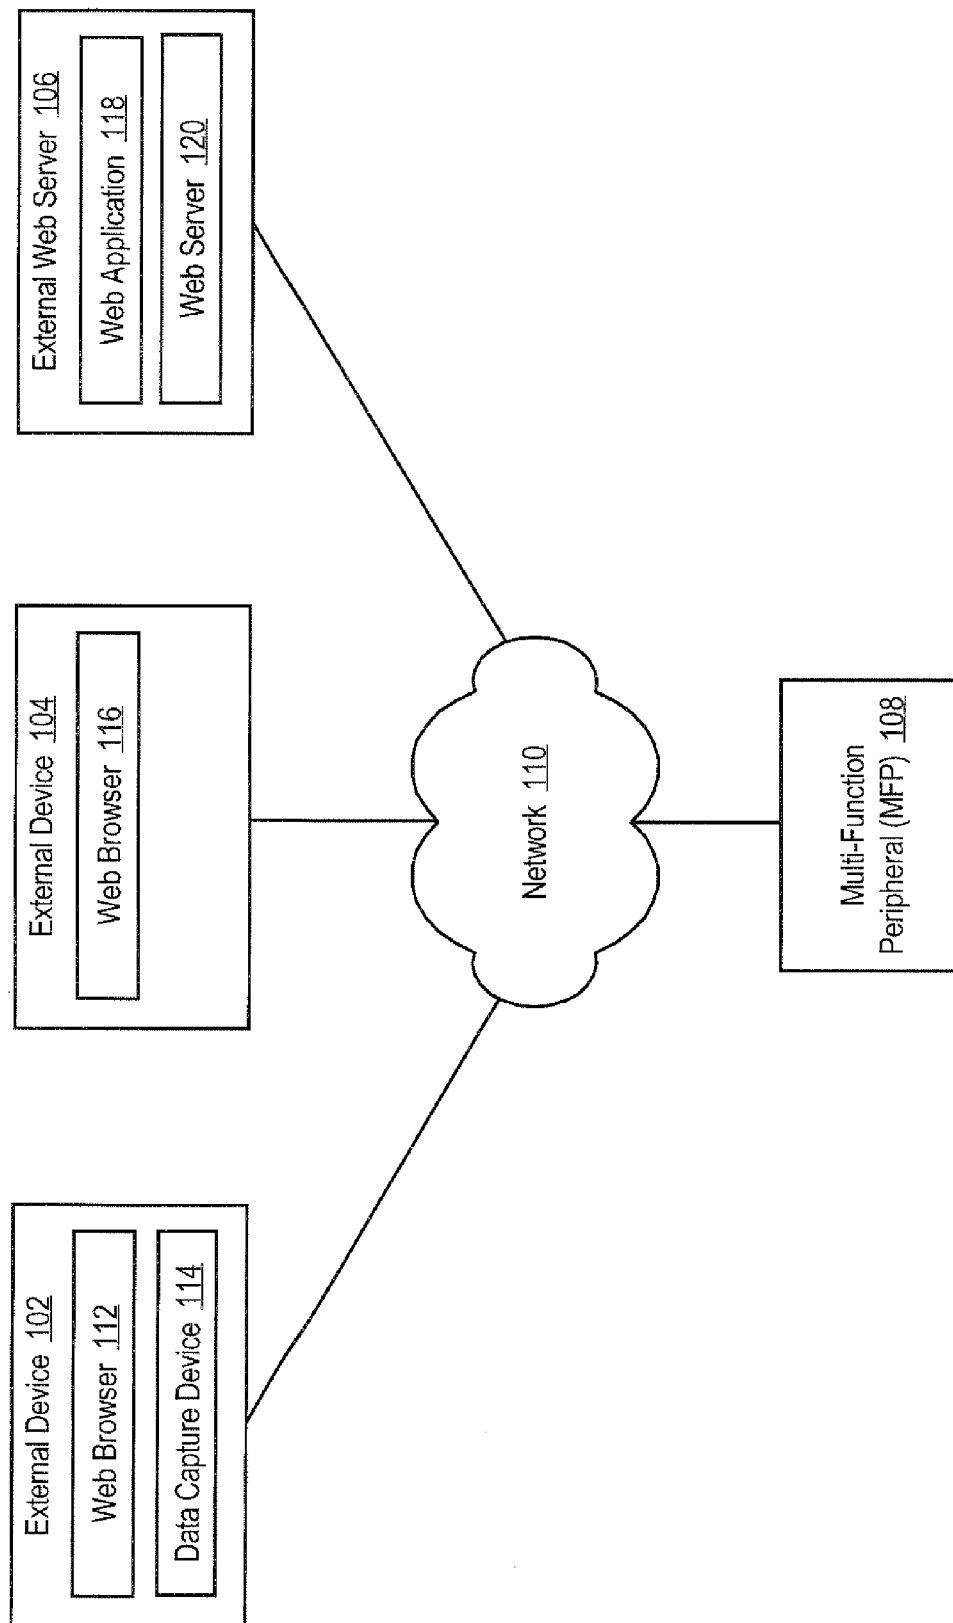 External Device 102
Web Browser 112
Data Capture Device 114
External Device 104
Web Browser 116
External Web Server 106
Web Application 118
Web Server 120
Network 110
Multi-Function
Peripheral (MFP) 108